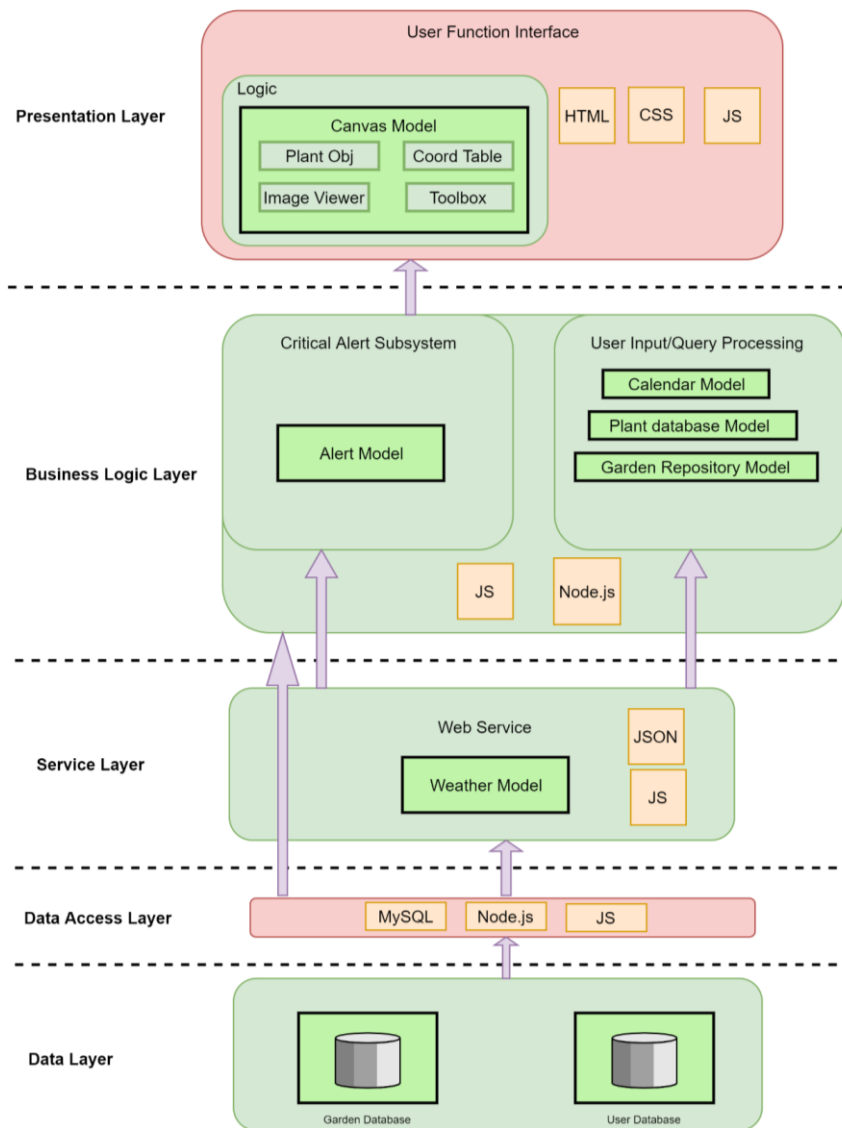 User Function Interface
Presentation Layer
Logic
Canvas Model
Plant Obj
Coord Table
Image Viewer
Toolbox
HTML
CSS
JS
Business Logic Layer
Critical Alert Subsystem
Alert Model
User Input/Query Processing
Calendar Model
Plant database Model
Garden Repository Model
JS
Node.js
Service Layer
Web Service
Weather Model
JSON
JS
Data Access Layer
MySQL
Node.js
JS
Data Layer
Garden Database
User Database